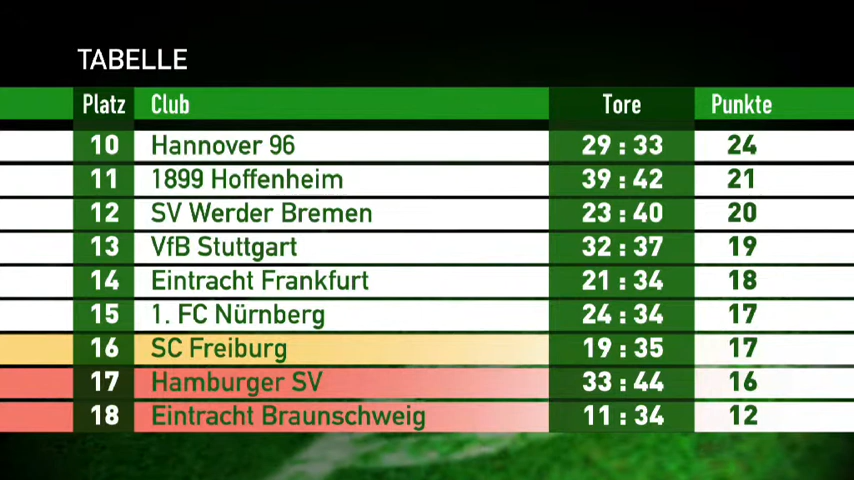 TABELLE
Platz Club Tore Punkte
10 Hannover 96 29 : 33 24
11 1899 Hoffenheim 39 : 42 21
12 SV Werder Bremen 23 : 40 20
13 VfB Stuttgart 32 : 37 19
14 Eintracht Frankfurt 21 : 34 18
15 1. FC Nürnberg 24 : 34 17
16 SC Freiburg 19 : 35 17
17 Hamburger SV 33 : 44 16
18 Eintracht Braunschweig 11 : 34 12